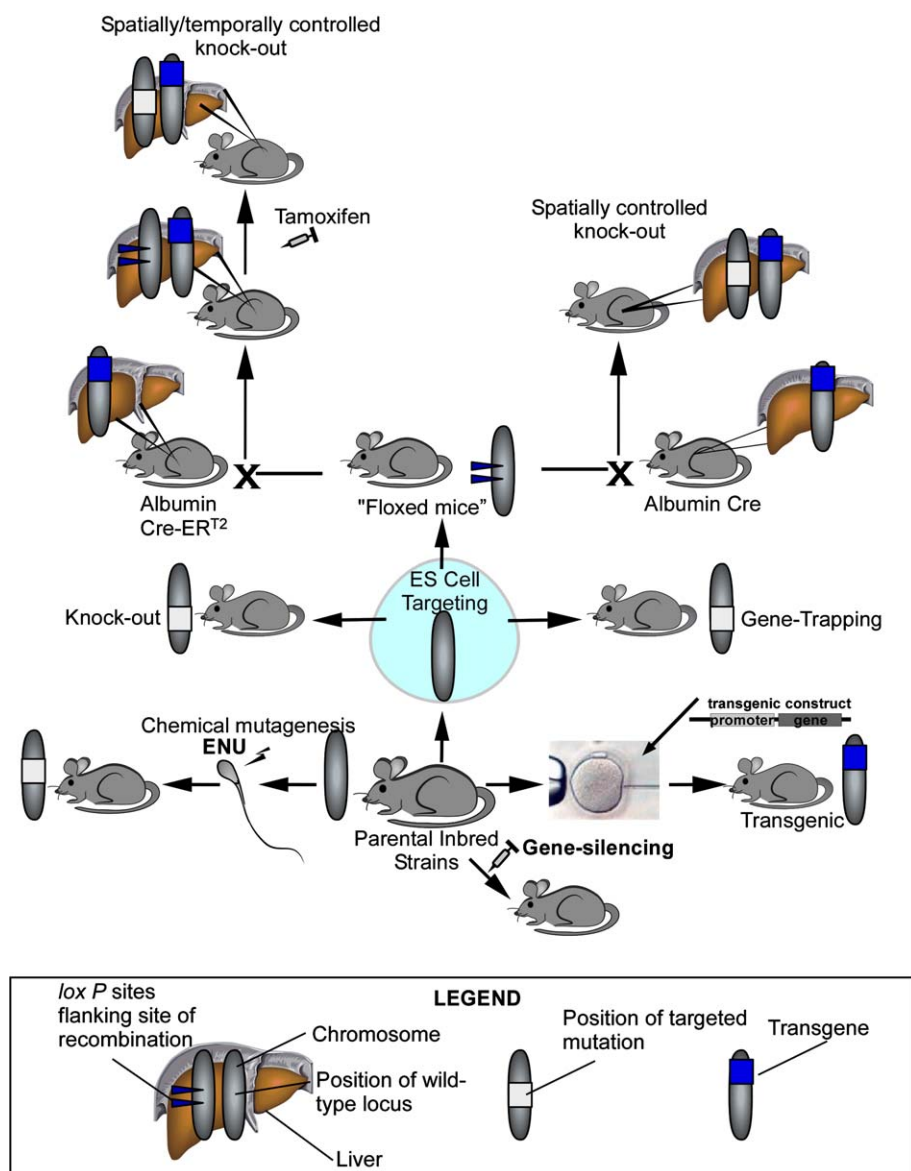 Spatially/temporally controlled
knock-out
Tamoxifen
Spatially controlled
knock-out
Albumin
Cre-ERT2
X
"Floxed mice”
X
Albumin Cre
ES Cell
Targeting
Knock-out
Gene-Trapping
transgenic construct
promoter
gene
Chemical mutagenesis
ENU
Transgenic
Parental Inbred
Strains
Gene-silencing
LEGEND
lox P sites
flanking site of
recombination
Chromosome
Position of wild-
type locus
Liver
Position of targeted
mutation
Transgene